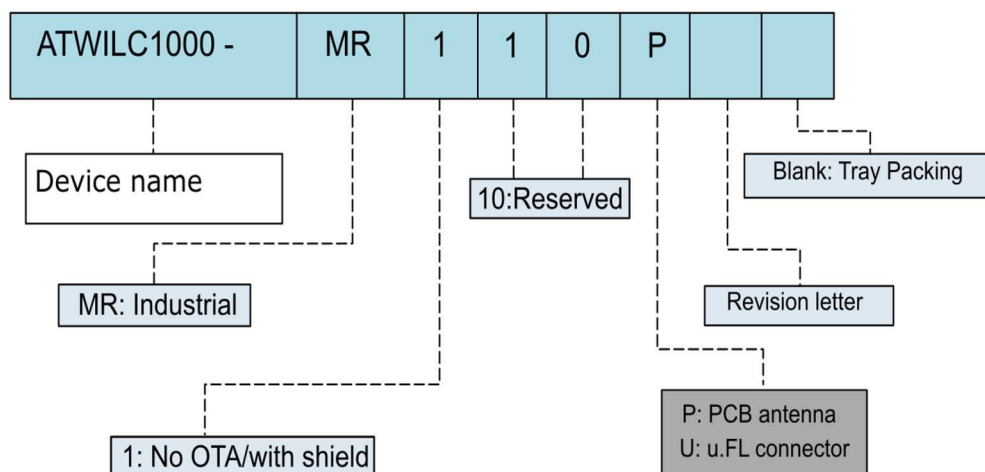 ATWILC1000 - MR 1 1 0 P
Device name
10:Reserved
Blank: Tray Packing
MR: Industrial
Revision letter
1: No OTA/with shield
P: PCB antenna
U: u.FL connector